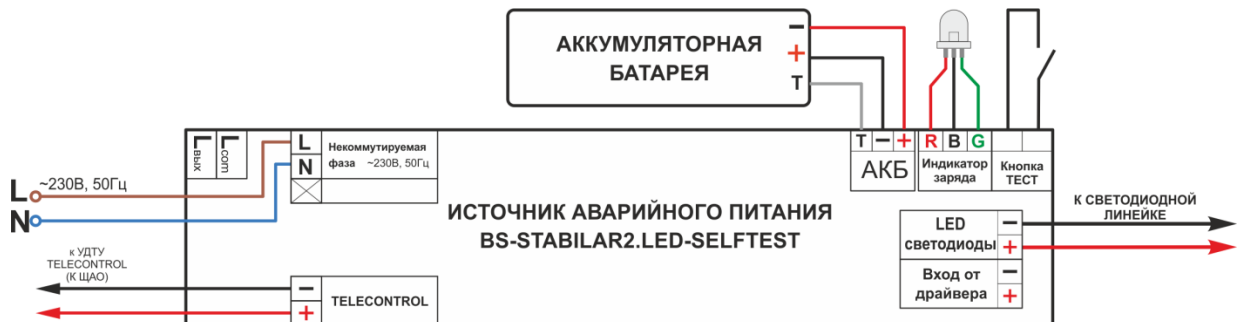 АККУМУЛЯТОРНАЯ
БАТАРЕЯ
−
+
T
Lвых
Lcom
L
N
Некоммутируемая
фаза ~230В, 50Гц
T − +
АКБ
R B G
Индикатор
заряда
Кнопка
ТЕСТ
L
~230В, 50Гц
N
ИСТОЧНИК АВАРИЙНОГО ПИТАНИЯ
BS-STABILAR2.LED-SELFTEST
LED
светодиоды
−
+
К СВЕТОДИОДНОЙ
ЛИНЕЙКЕ
Вход от
драйвера
−
+
к УДТУ
TELECONTROL
(К ЩАО)
−
+
TELECONTROL